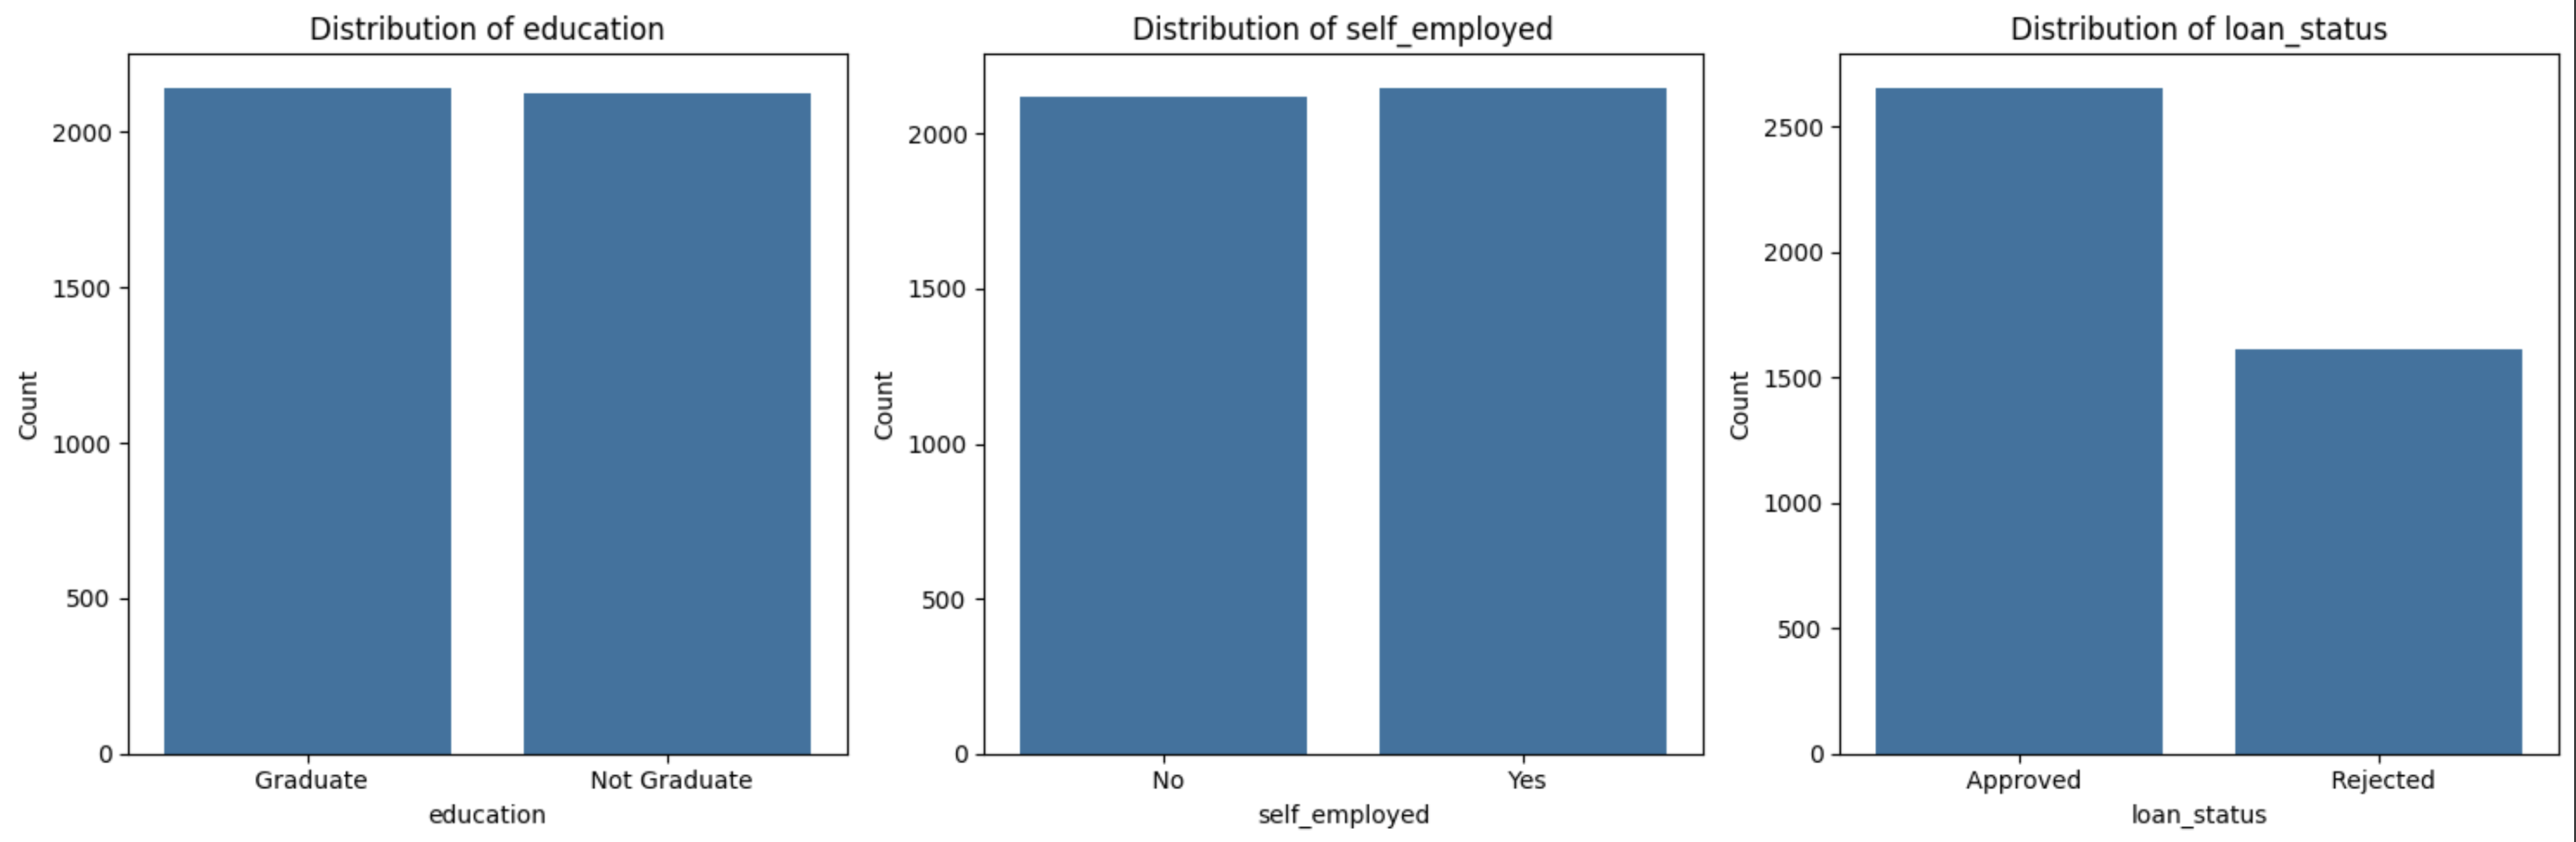 Distribution of education
Count
2000
1500
1000
500
0
Graduate
Not Graduate
education
Distribution of self_employed
Count
2000
1500
1000
500
0
No
Yes
self_employed
Distribution of loan_status
Count
2500
2000
1500
1000
500
0
Approved
Rejected
loan_status